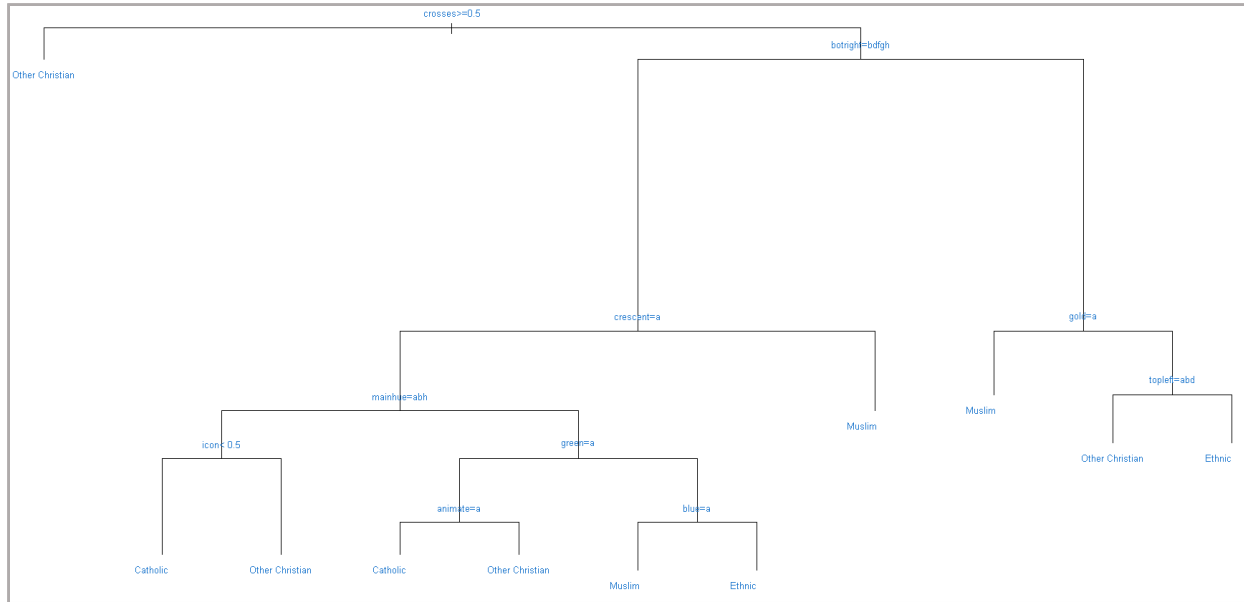 crosses>=0.5
botright=bdfgh
Other Christian
crescent=a
gold=a
topleft=abd
mainhue=abh
Muslim
Muslim
icon< 0.5
green=a
Other Christian
Ethnic
animate=a
blue=a
Catholic
Other Christian
Catholic
Other Christian
Muslim
Ethnic